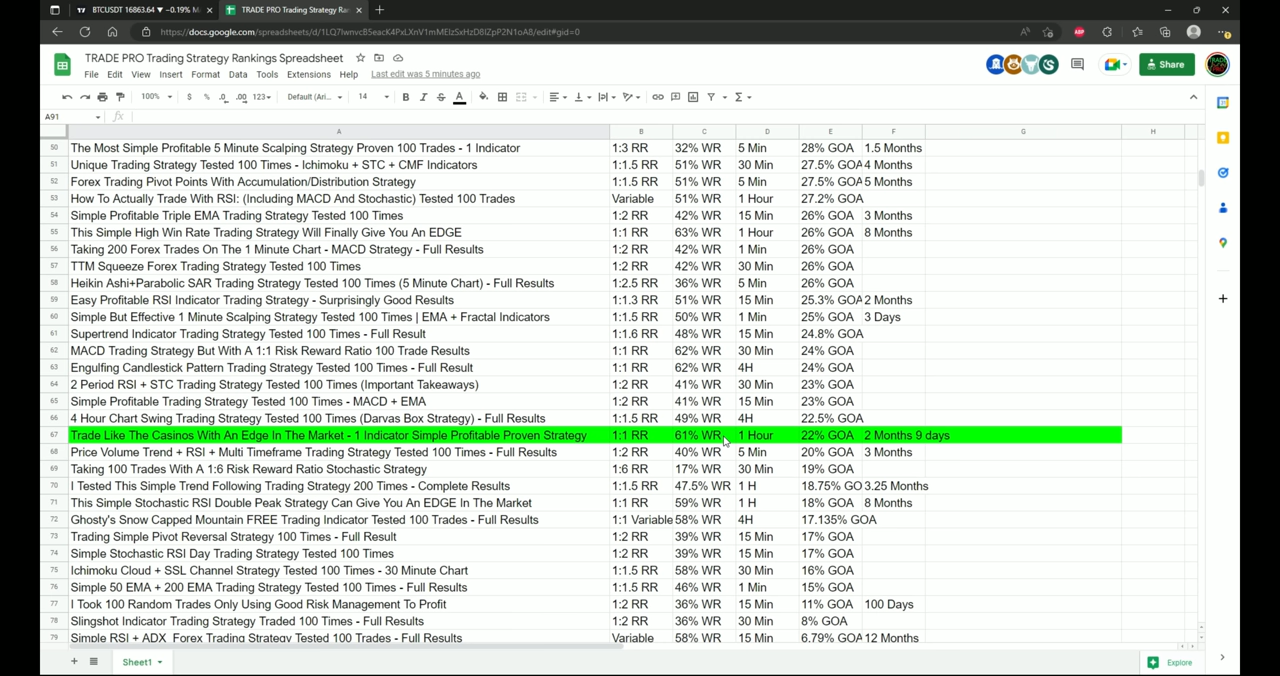 BTCUSDT 16863.64 ▼ −0.19% M
TRADE PRO Trading Strategy Ran
https://docs.google.com/spreadsheets/d/1LQ7IwnvcB5eacK4PxLXnV1mMElzSxHzD8IZpP2N1oA8/edit#gid=0
TRADE PRO Trading Strategy Rankings Spreadsheet
File Edit View Insert Format Data Tools Extensions Help Last edit was 5 minutes ago
Share
100% $ % .0 .00 123 Default (Ari... 14 B I S A
A91 fx
A B C D E F G H
50 The Most Simple Profitable 5 Minute Scalping Strategy Proven 100 Trades - 1 Indicator 1:3 RR 32% WR 5 Min 28% GOA 1.5 Months
51 Unique Trading Strategy Tested 100 Times - Ichimoku + STC + CMF Indicators 1:1.5 RR 51% WR 30 Min 27.5% GOA 4 Months
52 Forex Trading Pivot Points With Accumulation/Distribution Strategy 1:1.5 RR 51% WR 5 Min 27.5% GOA 5 Months
53 How To Actually Trade With RSI: (Including MACD And Stochastic) Tested 100 Trades Variable 51% WR 1 Hour 27.2% GOA
54 Simple Profitable Triple EMA Trading Strategy Tested 100 Times 1:2 RR 42% WR 15 Min 26% GOA 3 Months
55 This Simple High Win Rate Trading Strategy Will Finally Give You An EDGE 1:1 RR 63% WR 1 Hour 26% GOA 8 Months
56 Taking 200 Forex Trades On The 1 Minute Chart - MACD Strategy - Full Results 1:2 RR 42% WR 1 Min 26% GOA
57 TTM Squeeze Forex Trading Strategy Tested 100 Times 1:2 RR 42% WR 30 Min 26% GOA
58 Heikin Ashi+Parabolic SAR Trading Strategy Tested 100 Times (5 Minute Chart) - Full Results 1:2.5 RR 36% WR 5 Min 26% GOA
59 Easy Profitable RSI Indicator Trading Strategy - Surprisingly Good Results 1:1.3 RR 51% WR 15 Min 25.3% GOA 2 Months
60 Simple But Effective 1 Minute Scalping Strategy Tested 100 Times | EMA + Fractal Indicators 1:1.5 RR 50% WR 1 Min 25% GOA 3 Days
61 Supertrend Indicator Trading Strategy Tested 100 Times - Full Result 1:1.6 RR 48% WR 15 Min 24.8% GOA
62 MACD Trading Strategy But With A 1:1 Risk Reward Ratio 100 Trade Results 1:1 RR 62% WR 30 Min 24% GOA
63 Engulfing Candlestick Pattern Trading Strategy Tested 100 Times - Full Result 1:1 RR 62% WR 4H 24% GOA
64 2 Period RSI + STC Trading Strategy Tested 100 Times (Important Takeaways) 1:2 RR 41% WR 30 Min 23% GOA
65 Simple Profitable Trading Strategy Tested 100 Times - MACD + EMA 1:2 RR 41% WR 15 Min 23% GOA
66 4 Hour Chart Swing Trading Strategy Tested 100 Times (Darvas Box Strategy) - Full Results 1:1.5 RR 49% WR 4H 22.5% GOA
67 Trade Like The Casinos With An Edge In The Market - 1 Indicator Simple Profitable Proven Strategy 1:1 RR 61% WR 1 Hour 22% GOA 2 Months 9 days
68 Price Volume Trend + RSI + Multi Timeframe Trading Strategy Tested 100 Times - Full Results 1:2 RR 40% WR 5 Min 20% GOA 3 Months
69 Taking 100 Trades With A 1:6 Risk Reward Ratio Stochastic Strategy 1:6 RR 17% WR 30 Min 19% GOA
70 I Tested This Simple Trend Following Trading Strategy 200 Times - Complete Results 1:1.5 RR 47.5% WR 1 H 18.75% GO 3.25 Months
71 This Simple Stochastic RSI Double Peak Strategy Can Give You An EDGE In The Market 1:1 RR 59% WR 1 H 18% GOA 8 Months
72 Ghosty's Snow Capped Mountain FREE Trading Indicator Tested 100 Trades - Full Results 1:1 Variable 58% WR 4H 17.135% GOA
73 Trading Simple Pivot Reversal Strategy 100 Times - Full Result 1:2 RR 39% WR 15 Min 17% GOA
74 Simple Stochastic RSI Day Trading Strategy Tested 100 Times 1:2 RR 39% WR 15 Min 17% GOA
75 Ichimoku Cloud + SSL Channel Strategy Tested 100 Times - 30 Minute Chart 1:1.5 RR 58% WR 30 Min 16% GOA
76 Simple 50 EMA + 200 EMA Trading Strategy Tested 100 Times - Full Results 1:1.5 RR 46% WR 1 Min 15% GOA
77 I Took 100 Random Trades Only Using Good Risk Management To Profit 1:2 RR 36% WR 15 Min 11% GOA 100 Days
78 Slingshot Indicator Trading Strategy Traded 100 Times - Full Results 1:2 RR 36% WR 30 Min 8% GOA
79 Simple RSI + ADX Forex Trading Strategy Tested 100 Trades - Full Results Variable 58% WR 15 Min 6.79% GOA 12 Months
Sheet1
Explore